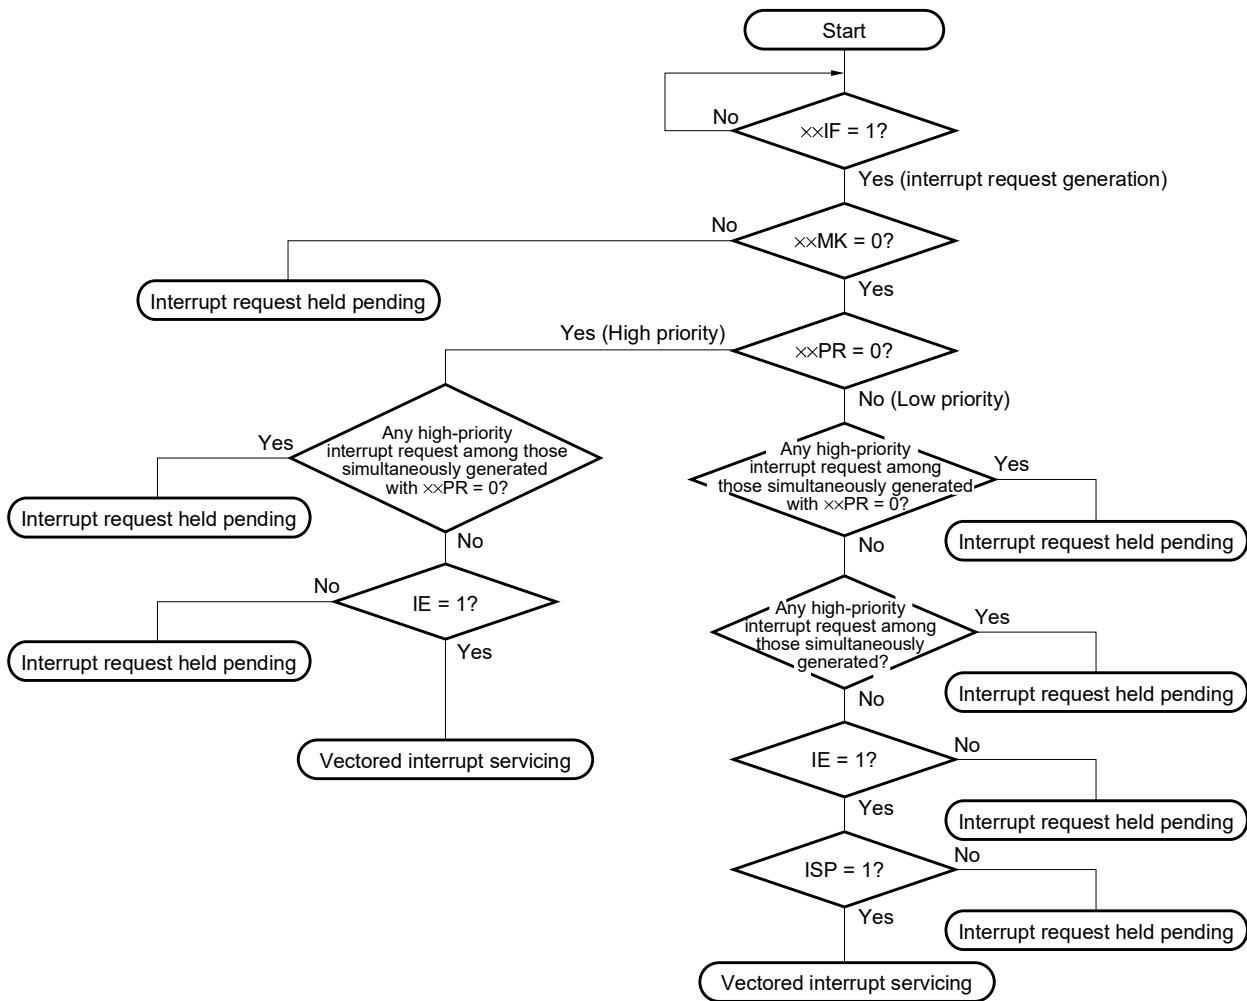 Start
No
××IF = 1?
Yes (interrupt request generation)
No
××MK = 0?
Interrupt request held pending
Yes
Yes (High priority)
××PR = 0?
No (Low priority)
Yes
Any high-priority
interrupt request among those
simultaneously generated
with ××PR = 0?
Any high-priority
interrupt request among
those simultaneously generated
with ××PR = 0?
Yes
Interrupt request held pending
Interrupt request held pending
No
No
No
IE = 1?
Any high-priority
interrupt request among
those simultaneously
generated?
Yes
Interrupt request held pending
Yes
Interrupt request held pending
No
Vectored interrupt servicing
IE = 1?
No
Yes
Interrupt request held pending
ISP = 1?
No
Yes
Interrupt request held pending
Vectored interrupt servicing